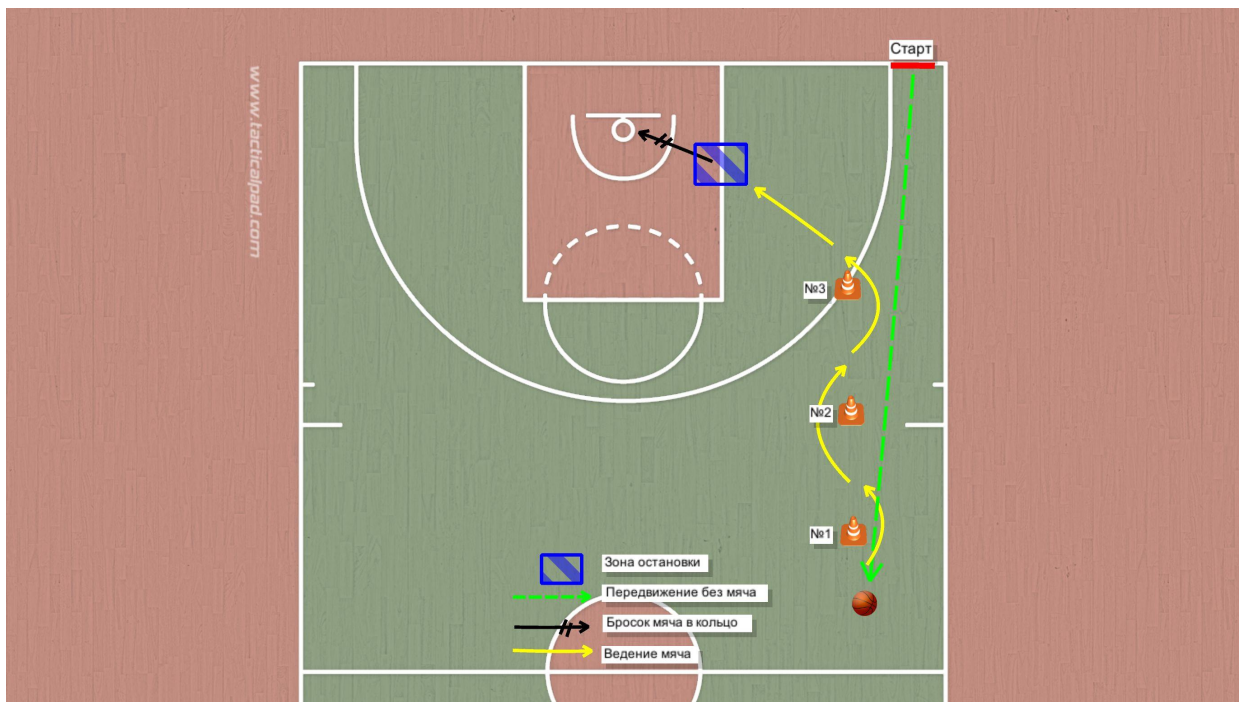 Старт
www.tacticalpad.com
№3
№2
№1
Зона остановки
Передвижение без мяча
Бросок мяча в кольцо
Ведение мяча